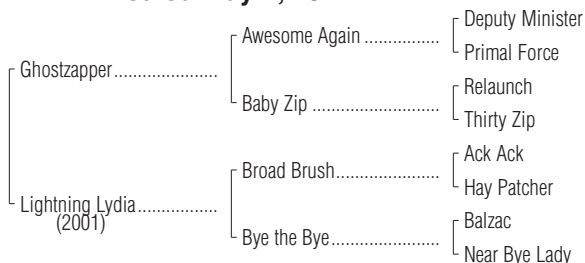 Awesome Again
Deputy Minister
Primal Force
Ghostzapper
Baby Zip
Relaunch
Thirty Zip
Broad Brush
Ack Ack
Hay Patcher
Lightning Lydia
(2001)
Bye the Bye
Balzac
Near Bye Lady